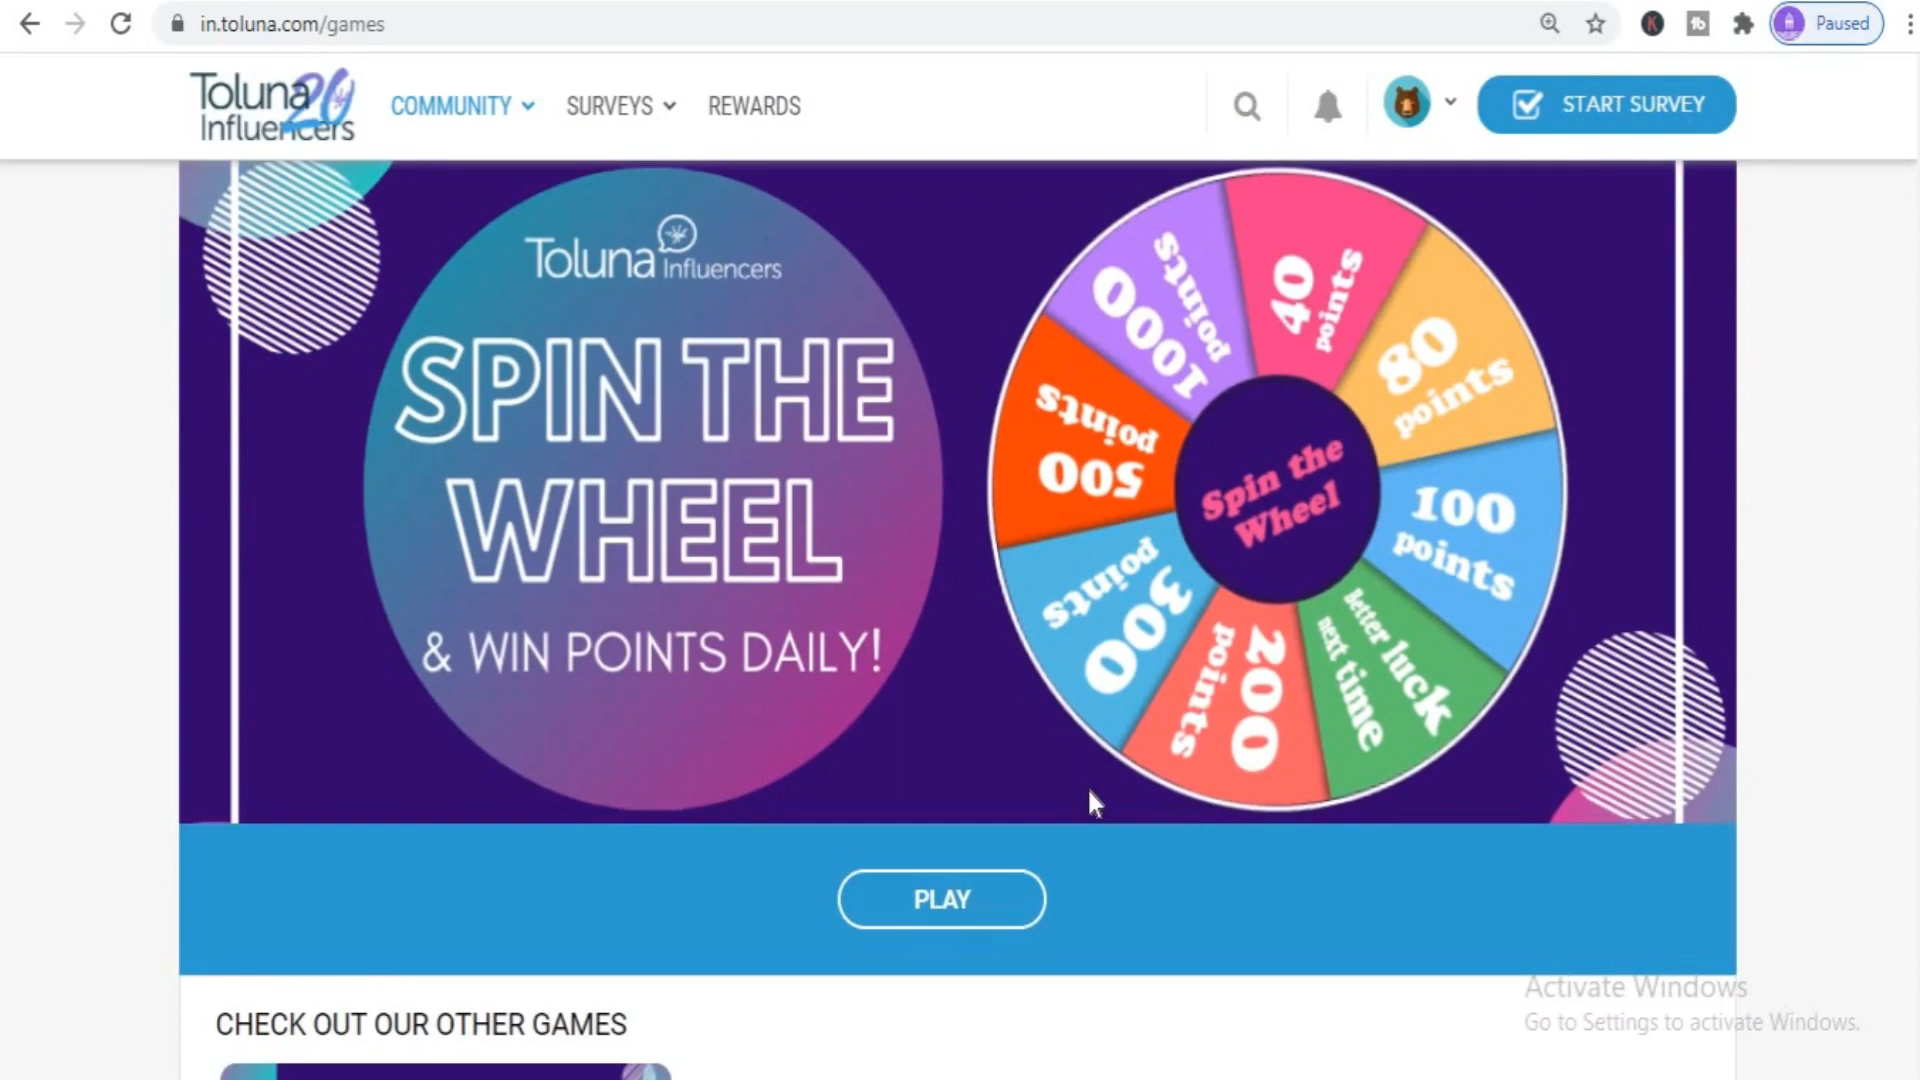 in.toluna.com/games
Paused
Toluna 20
Influencers
COMMUNITY
SURVEYS
REWARDS
START SURVEY
Toluna Influencers
SPIN THE
WHEEL
& WIN POINTS DAILY!
40
points
80
points
100
points
Better luck
next time
200
points
300
points
500
points
1000
points
Spin the
Wheel
PLAY
CHECK OUT OUR OTHER GAMES
Activate Windows
Go to Settings to activate Windows.